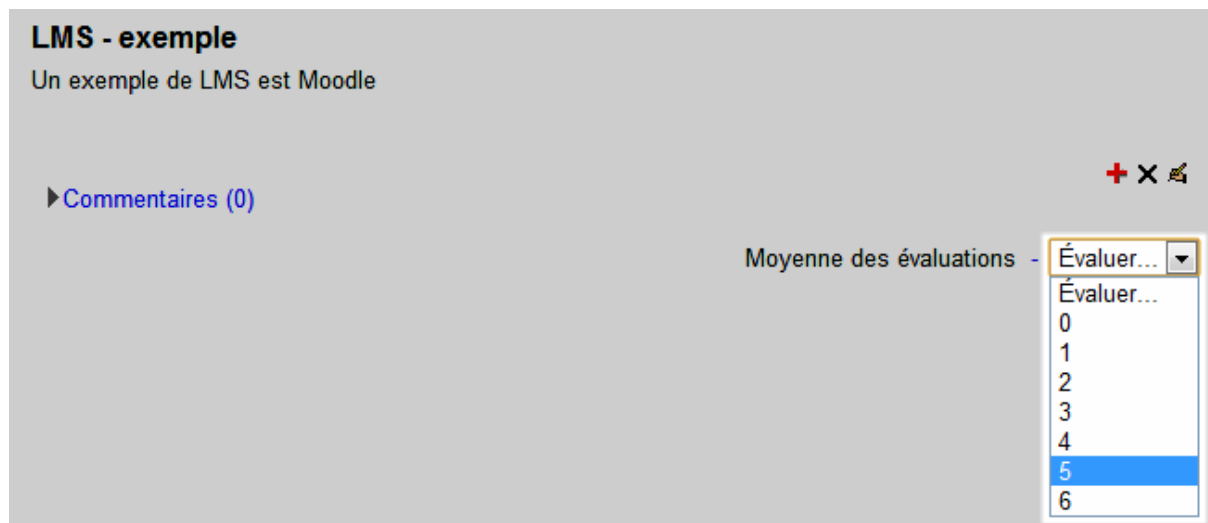 LMS - exemple
Un exemple de LMS est Moodle
Commentaires (0)
Moyenne des évaluations - Évaluer...
Évaluer...
0
1
2
3
4
5
6